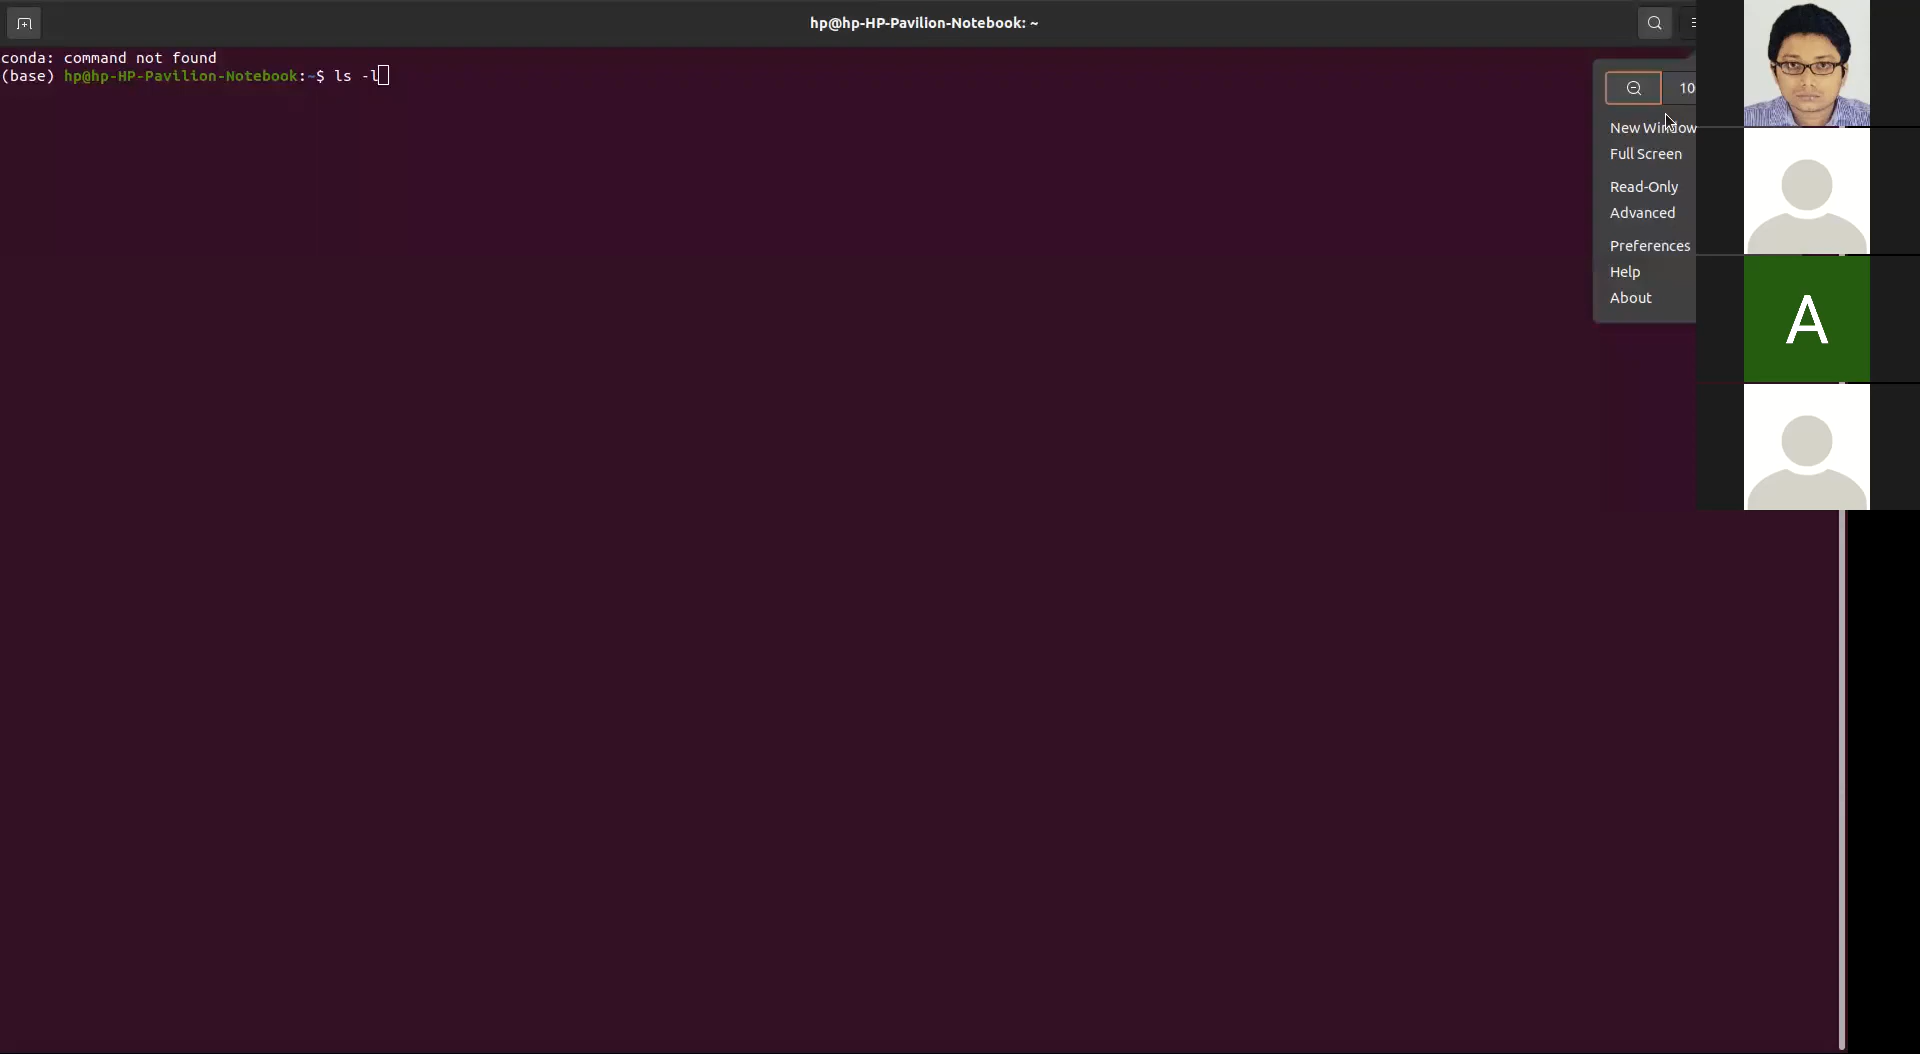 hp@hp-HP-Pavilion-Notebook: ~
conda: command not found
(base) hp@hp-HP-Pavilion-Notebook:~$ ls -l
10
New Window
Full Screen
Read-Only
Advanced
Preferences
Help
About
A